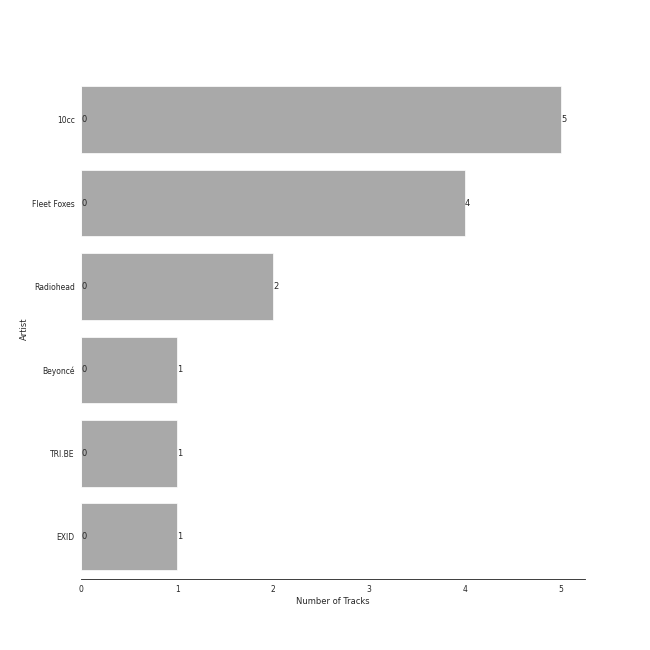 10cc 0 5
Fleet Foxes 0 4
Radiohead 0 2
Artist
Beyoncé 0 1
TRI.BE 0 1
EXID 0 1
0 1 2 3 4 5
Number of Tracks